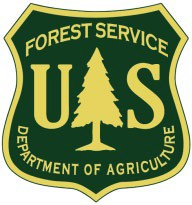 FOREST SERVICE
U S
DEPARTMENT OF AGRICULTURE